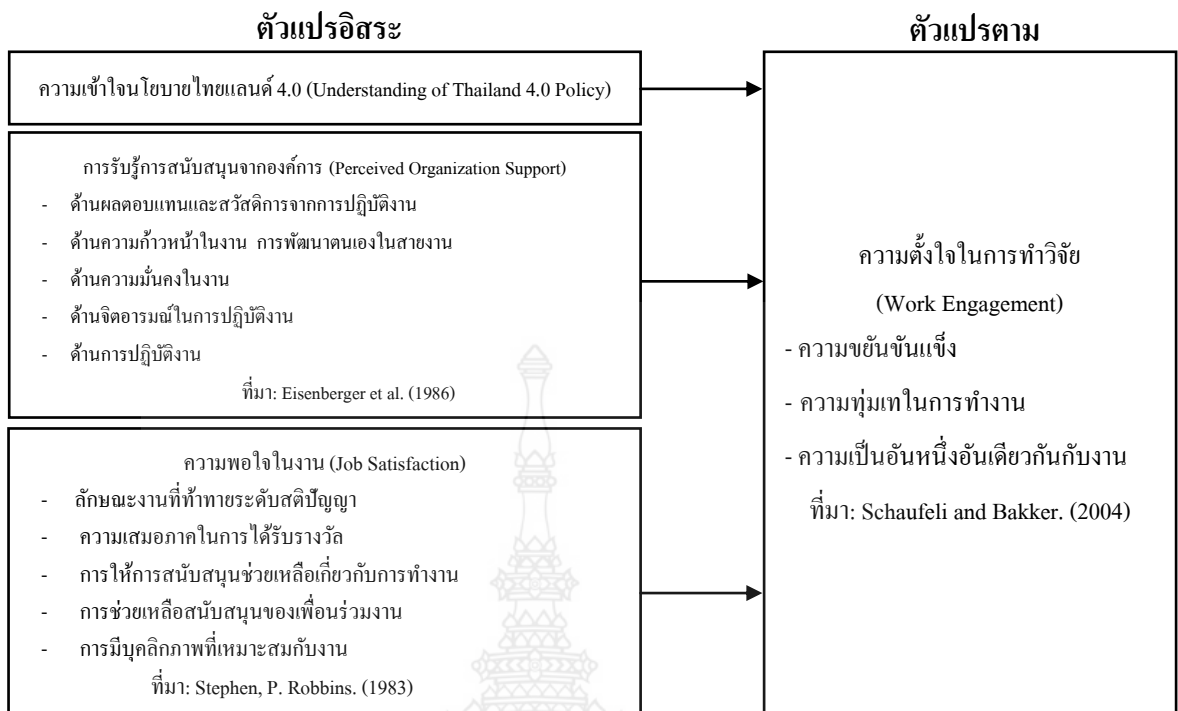 ตัวแปรอิสระ
ความเข้าใจนโยบายไทยแลนด์ 4.0 (Understanding of Thailand 4.0 Policy)
การรับรู้การสนับสนุนจากองค์การ (Perceived Organization Support)
- ด้านผลตอบแทนและสวัสดิการจากการปฏิบัติงาน
- ด้านความก้าวหน้าในงาน การพัฒนาตนเองในสายงาน
- ด้านความมั่นคงในงาน
- ด้านจิตอารมณ์ในการปฏิบัติงาน
- ด้านการปฏิบัติงาน
ที่มา: Eisenberger et al. (1986)
ความพอใจในงาน (Job Satisfaction)
- ลักษณะงานที่ท้าทายระดับสติปัญญา
- ความเสมอภาคในการได้รับรางวัล
- การให้การสนับสนุนช่วยเหลือเกี่ยวกับการทำงาน
- การช่วยเหลือสนับสนุนของเพื่อนร่วมงาน
- การมีบุคลิกภาพที่เหมาะสมกับงาน
ที่มา: Stephen, P. Robbins. (1983)
ตัวแปรตาม
ความตั้งใจในการทำวิจัย
(Work Engagement)
- ความขยันขันแข็ง
- ความทุ่มเทในการทำงาน
- ความเป็นอันหนึ่งอันเดียวกันกับงาน
ที่มา: Schaufeli and Bakker. (2004)